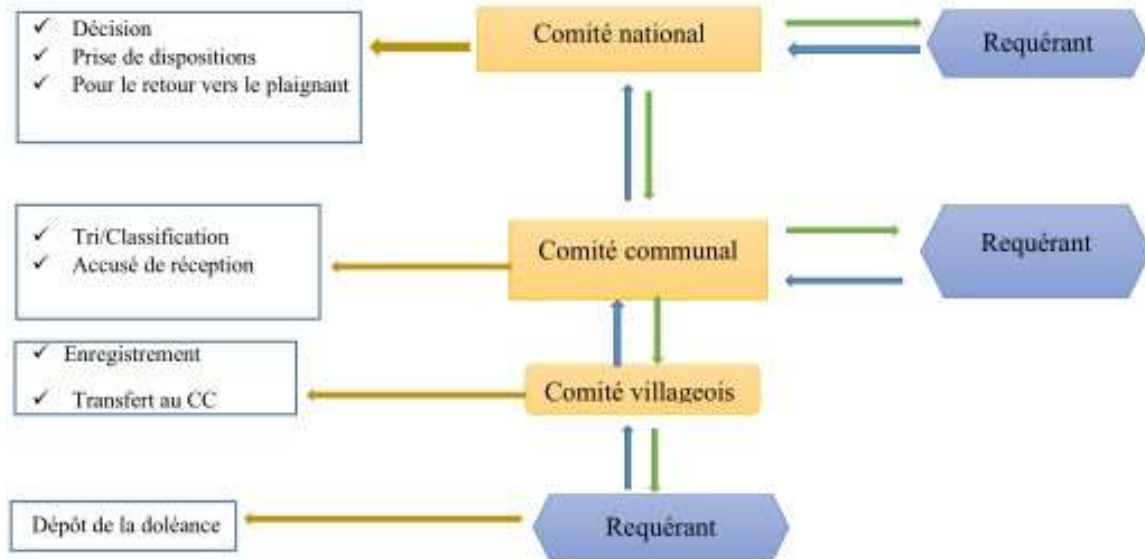 ✓ Décision
✓ Prise de dispositions
✓ Pour le retour vers le plaignant
Comité national
Requérant
✓ Tri/Classification
✓ Accusé de réception
Comité communal
Requérant
✓ Enregistrement
✓ Transfert au CC
Comité villageois
Dépôt de la doléance
Requérant